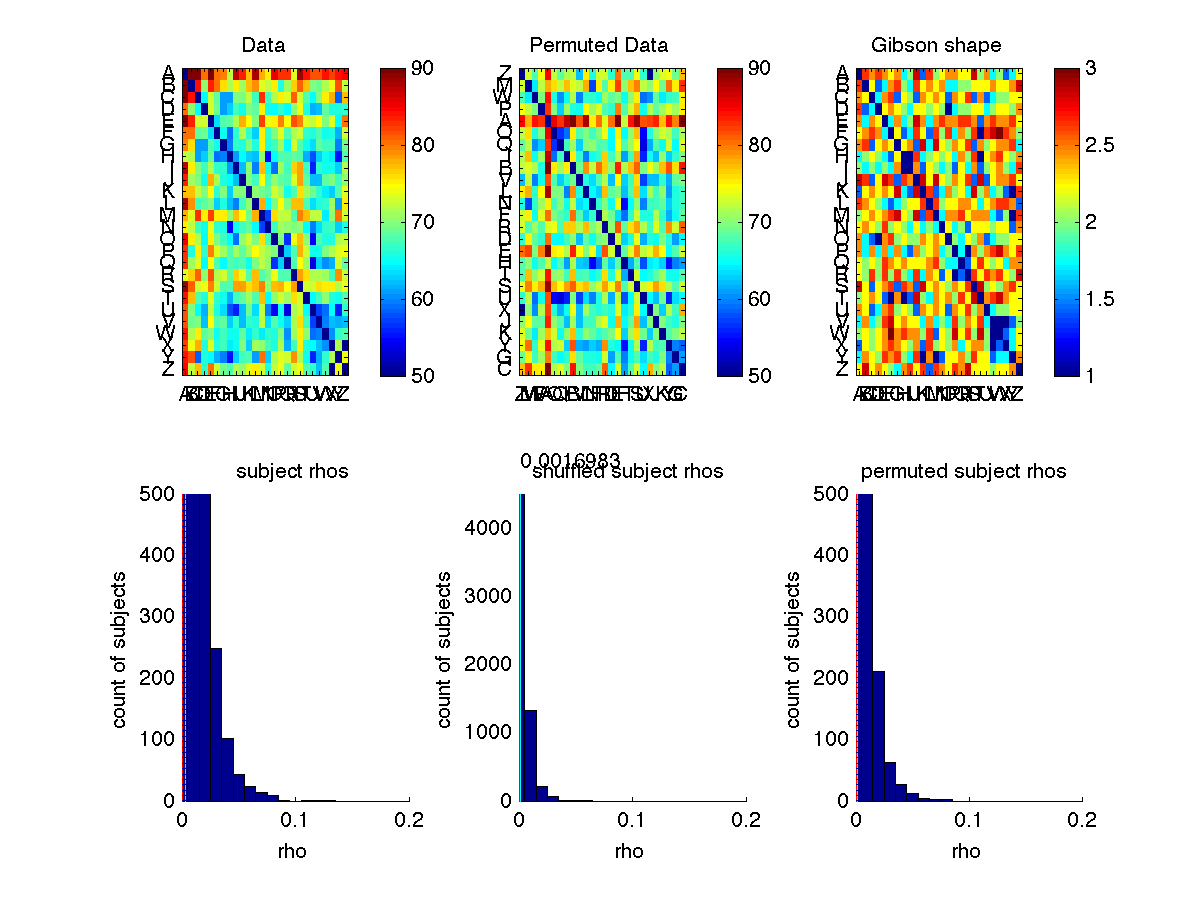 Data
Permuted Data
Gibson shape
A
B
C
D
E
F
G
H
I
J
K
L
M
N
O
P
Q
R
S
T
U
V
W
X
Y
Z
90
80
70
60
50
Z
M
W
P
A
O
Q
B
V
L
N
F
R
D
E
H
T
S
U
X
K
Y
G
C
90
80
70
60
50
A
B
C
D
E
F
G
H
I
J
K
L
M
N
O
P
Q
R
S
T
U
V
W
X
Y
Z
3
2.5
2
1.5
1
subject rhos
0.0016983
shuffled subject rhos
permuted subject rhos
count of subjects
500
400
300
200
100
0
0 0.1 0.2
rho
count of subjects
4000
3000
2000
1000
0
0 0.1 0.2
rho
count of subjects
500
400
300
200
100
0
0 0.1 0.2
rho